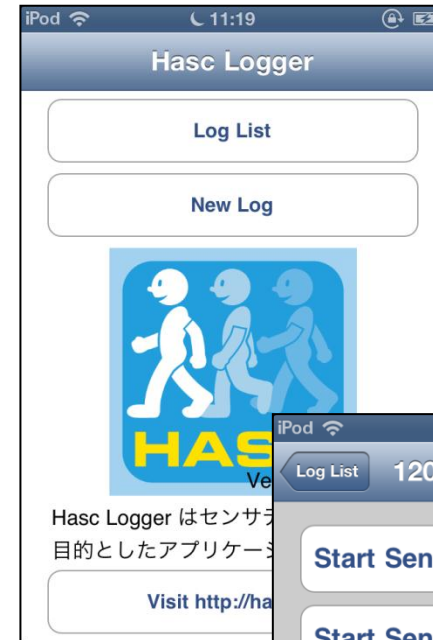 iPod 11:19
Hasc Logger
Log List
New Log
HAS
Ve
Hasc Logger はセンサデ
目的としたアプリケーシ
Visit http://ha
iPod
Log List 120
Start Sen
Start Sen